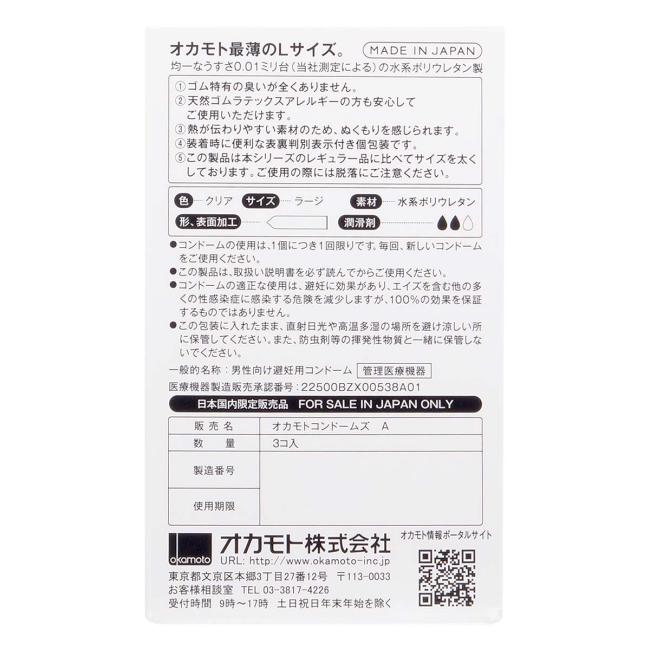 オカモト最薄のLサイズ。 MADE IN JAPAN
均一なうすさ0.01ミリ台(当社測定による)の水系ポリウレタン製
①ゴム特有の臭いが全くありません。
②天然ゴムラテックスアレルギーの方も安心して
ご使用いただけます。
③熱が伝わりやすい素材のため、ぬくもりを感じられます。
④装着時に便利な表裏判別表示付き個包装です。
⑤この製品は本シリーズのレギュラー品に比べてサイズを太く
しております。ご使用の際には脱落にご注意ください。
色 クリア サイズ ラージ 素材 水系ポリウレタン
形、表面加工 潤滑剤
●コンドームの使用は、1個につき1回限りです。毎回、新しいコンドーム
をご使用ください。
●この製品は、取扱い説明書を必ず読んでからご使用ください。
●コンドームの適正な使用は、避妊に効果があり、エイズを含む他の多
くの性感染症に感染する危険を減少しますが、100%の効果を保証
するものではありません。
●この包装に入れたまま、直射日光や高温多湿の場所を避け涼しい所
に保管してください。また、防虫剤等の揮発性物質と一緒に保管しな
いでください。
一般的名称:男性向け避妊用コンドーム 管理医療機器
医療機器製造販売承認番号:22500BZX00538A01
日本国内限定販売品 FOR SALE IN JAPAN ONLY
販売名 オカモトコンドームズ A
数量 3コ入
製造番号
使用期限
okamoto オカモト株式会社
URL: http://www.okamoto-inc.jp
東京都文京区本郷3丁目27番12号 〒113-0033
お客様相談室 TEL 03-3817-4226
受付時間 9時〜17時 土日祝日年末年始を除く
オカモト情報ポータルサイト